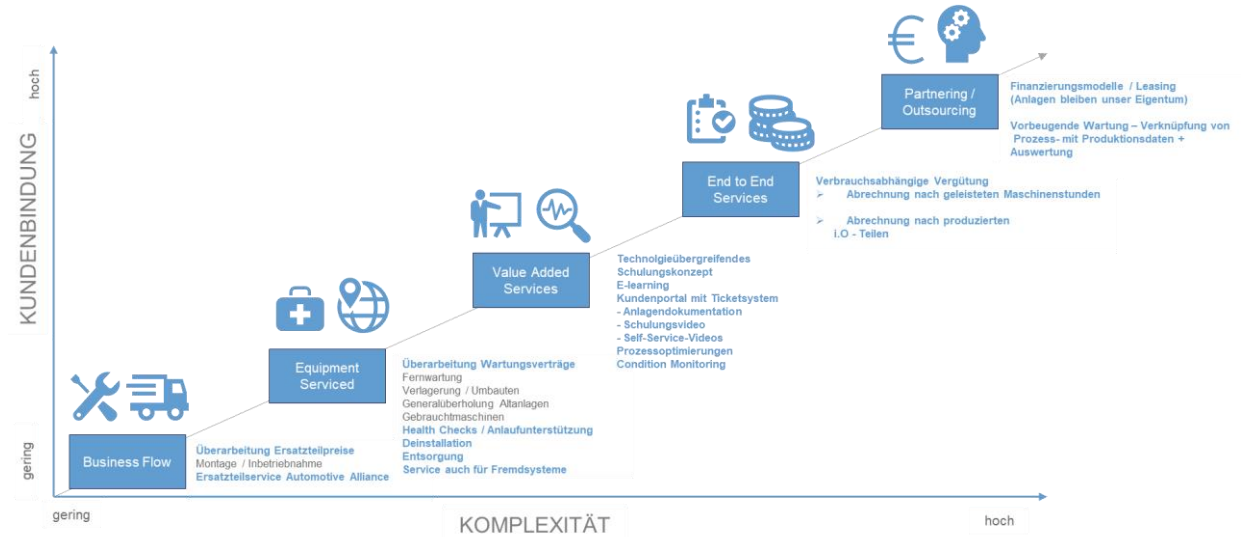 hoch
KUNDENBINDUNG
gering
Partnering /
Outsourcing
Finanzierungsmodelle / Leasing
(Anlagen bleiben unser Eigentum)
Vorbeugende Wartung – Verknüpfung von
Prozess- mit Produktionsdaten +
Auswertung
End to End
Services
Verbrauchsabhängige Vergütung
➢ Abrechnung nach geleisteten Maschinenstunden
➢ Abrechnung nach produzierten
i.O - Teilen
Value Added
Services
Technolgieübergreifendes
Schulungskonzept
E-learning
Kundenportal mit Ticketsystem
- Anlagendokumentation
- Schulungsvideo
- Self-Service-Videos
Prozessoptimierungen
Condition Monitoring
Equipment
Serviced
Überarbeitung Wartungsverträge
Fernwartung
Verlagerung / Umbauten
Generalüberholung Altanlagen
Gebrauchtmaschinen
Health Checks / Anlaufunterstützung
Deinstallation
Entsorgung
Service auch für Fremdsysteme
Business Flow
Überarbeitung Ersatzteilpreise
Montage / Inbetriebnahme
Ersatzteilservice Automotive Alliance
gering
KOMPLEXITÄT
hoch